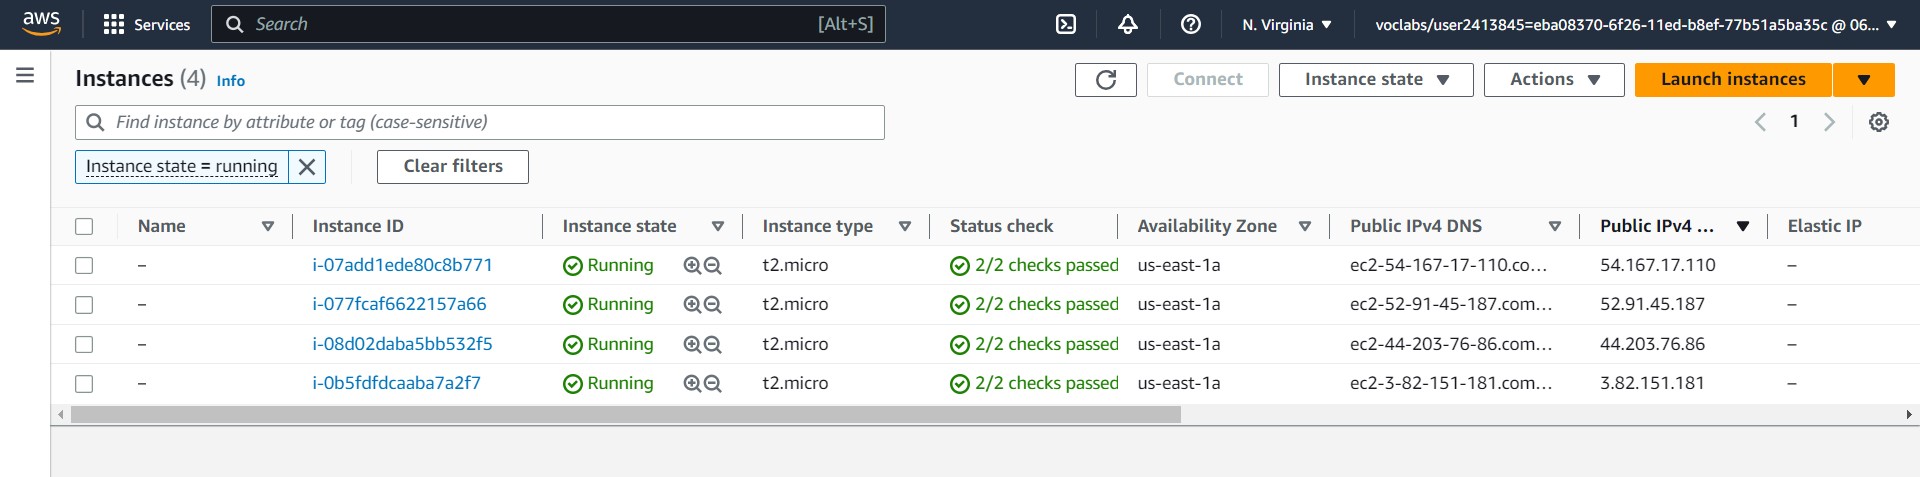 aws Services Search [Alt+S] N. Virginia voclabs/user2413845=eba08370-6f26-11ed-b8ef-77b51a5ba35c @ 06...
Instances (4) Info Connect Instance state Actions Launch instances
Find instance by attribute or tag (case-sensitive) 1
Instance state = running Clear filters
Name Instance ID Instance state Instance type Status check Availability Zone Public IPv4 DNS Public IPv4 ... Elastic IP
– i-07add1ede80c8b771 Running t2.micro 2/2 checks passed us-east-1a ec2-54-167-17-110.co... 54.167.17.110 –
– i-077fcaf6622157a66 Running t2.micro 2/2 checks passed us-east-1a ec2-52-91-45-187.com... 52.91.45.187 –
– i-08d02daba5bb532f5 Running t2.micro 2/2 checks passed us-east-1a ec2-44-203-76-86.com... 44.203.76.86 –
– i-0b5fdfdcaaba7a2f7 Running t2.micro 2/2 checks passed us-east-1a ec2-3-82-151-181.com... 3.82.151.181 –